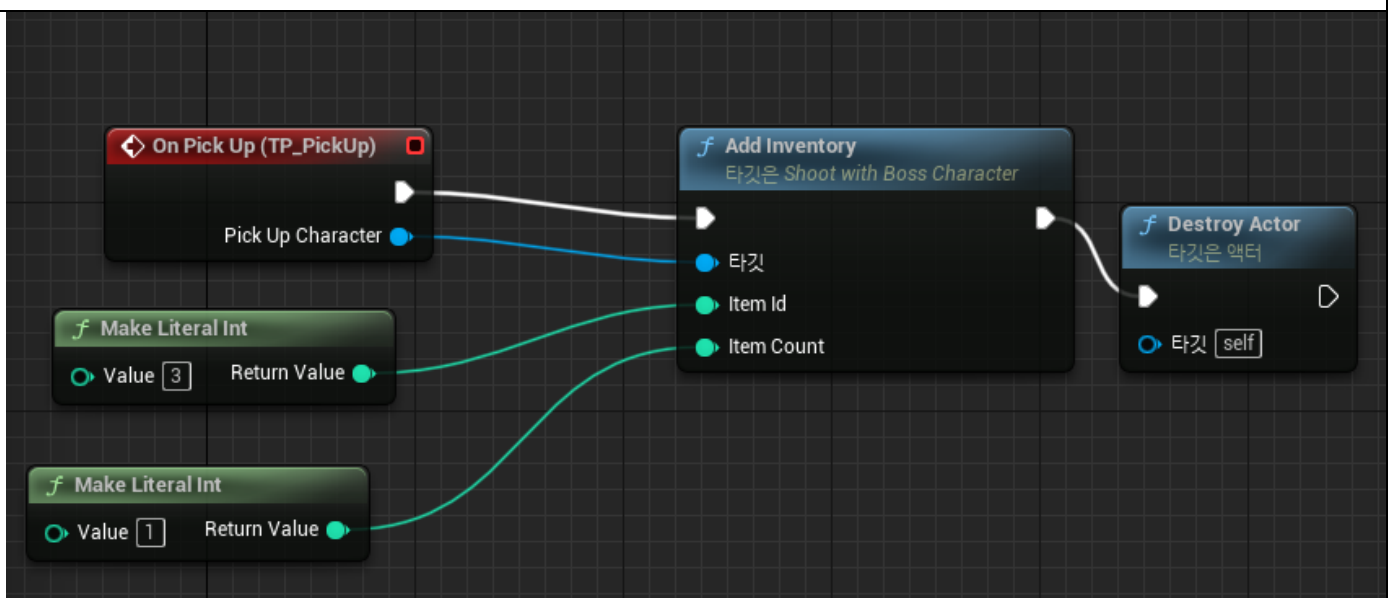 On Pick Up (TP_PickUp)
Pick Up Character
f Add Inventory
타깃은 Shoot with Boss Character
타깃
Item Id
Item Count
f Destroy Actor
타깃은 액터
타깃 self
f Make Literal Int
Value 3 Return Value
f Make Literal Int
Value 1 Return Value